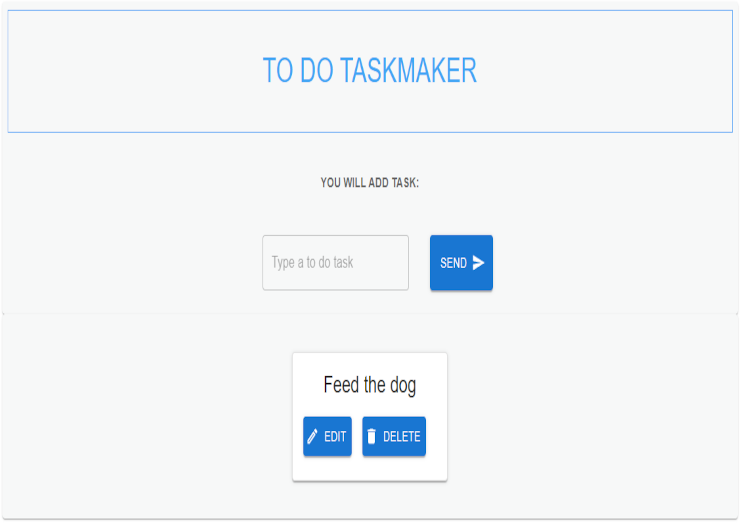 TO DO TASKMAKER
YOU WILL ADD TASK:
Type a to do task
SEND
Feed the dog
EDIT
DELETE